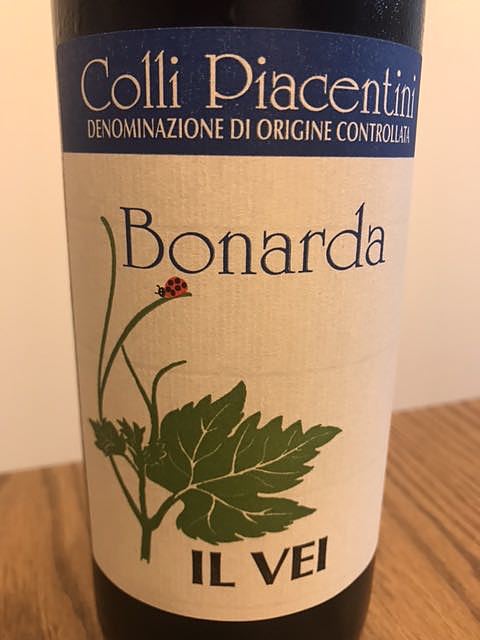 Colli Piacentini
DENOMINAZIONE DI ORIGINE CONTROLLATA
Bonarda
IL VEI